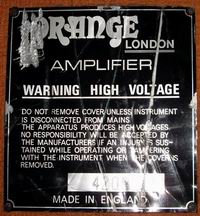 ORANGE
LONDON
AMPLIFIER
WARNING HIGH VOLTAGE
DO NOT REMOVE COVER UNLESS INSTRUMENT
IS DISCONNECTED FROM MAINS
THE APPARATUS PRODUCES HIGH VOLTAGES.
NO RESPONSIBILITY WILL BE ACCEPTED BY
THE MANUFACTURERS IF AN INJURY IS SUS-
TAINED WHILE OPERATING OR TAMPERING
WITH THE INSTRUMENT WHEN THE COVER IS
REMOVED.
MADE IN ENGLAND